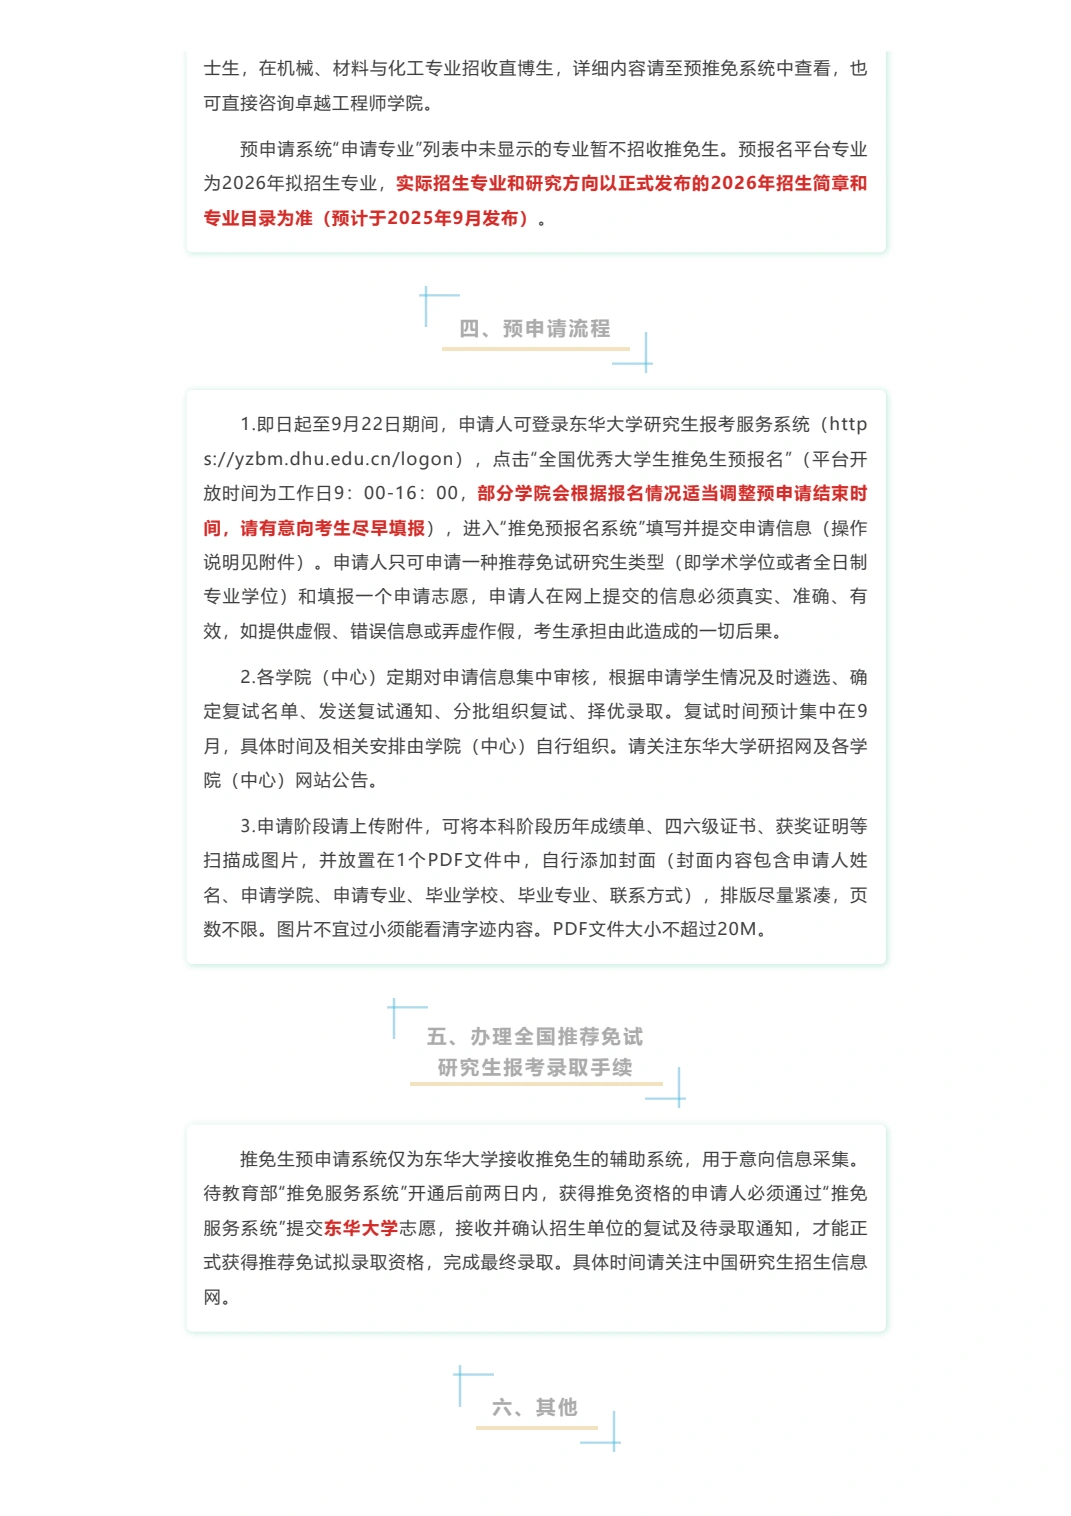 士生，在机械、材料与化工专业招收直博生，详细内容请至预推免系统中查看，也
可直接咨询卓越工程师学院。
预申请系统“申请专业”列表中未显示的专业暂不招收推免生。预报名平台专业
为2026年拟招生专业，实际招生专业和研究方向以正式发布的2026年招生简章和
专业目录为准（预计于2025年9月发布）。
四、预申请流程
1.即日起至9月22日期间，申请人可登录东华大学研究生报考服务系统（http
s://yzbm.dhu.edu.cn/logon），点击“全国优秀大学生推免生预报名”（平台开
放时间为工作日9：00-16：00，部分学院会根据报名情况适当调整预申请结束时
间，请有意向考生尽早填报），进入“推免预报名系统”填写并提交申请信息（操作
说明见附件）。申请人只可申请一种推荐免试研究生类型（即学术学位或者全日制
专业学位）和填报一个申请志愿，申请人在网上提交的信息必须真实、准确、有
效，如提供虚假、错误信息或弄虚作假，考生承担由此造成的一切后果。
2.各学院（中心）定期对申请信息集中审核，根据申请学生情况及时遴选、确
定复试名单、发送复试通知、分批组织复试、择优录取。复试时间预计集中在9
月，具体时间及相关安排由学院（中心）自行组织。请关注东华大学研招网及各学
院（中心）网站公告。
3.申请阶段请上传附件，可将本科阶段历年成绩单、四六级证书、获奖证明等
扫描成图片，并放置在1个PDF文件中，自行添加封面（封面内容包含申请人姓
名、申请学院、申请专业、毕业学校、毕业专业、联系方式），排版尽量紧凑，页
数不限。图片不宜过小须能看清字迹内容。PDF文件大小不超过20M。
五、办理全国推荐免试
研究生报考录取手续
推免生预申请系统仅为东华大学接收推免生的辅助系统，用于意向信息采集。
待教育部“推免服务系统”开通后前两日内，获得推免资格的申请人必须通过“推免
服务系统”提交东华大学志愿，接收并确认招生单位的复试及待录取通知，才能正
式获得推荐免试拟录取资格，完成最终录取。具体时间请关注中国研究生招生信息
网。
六、其他